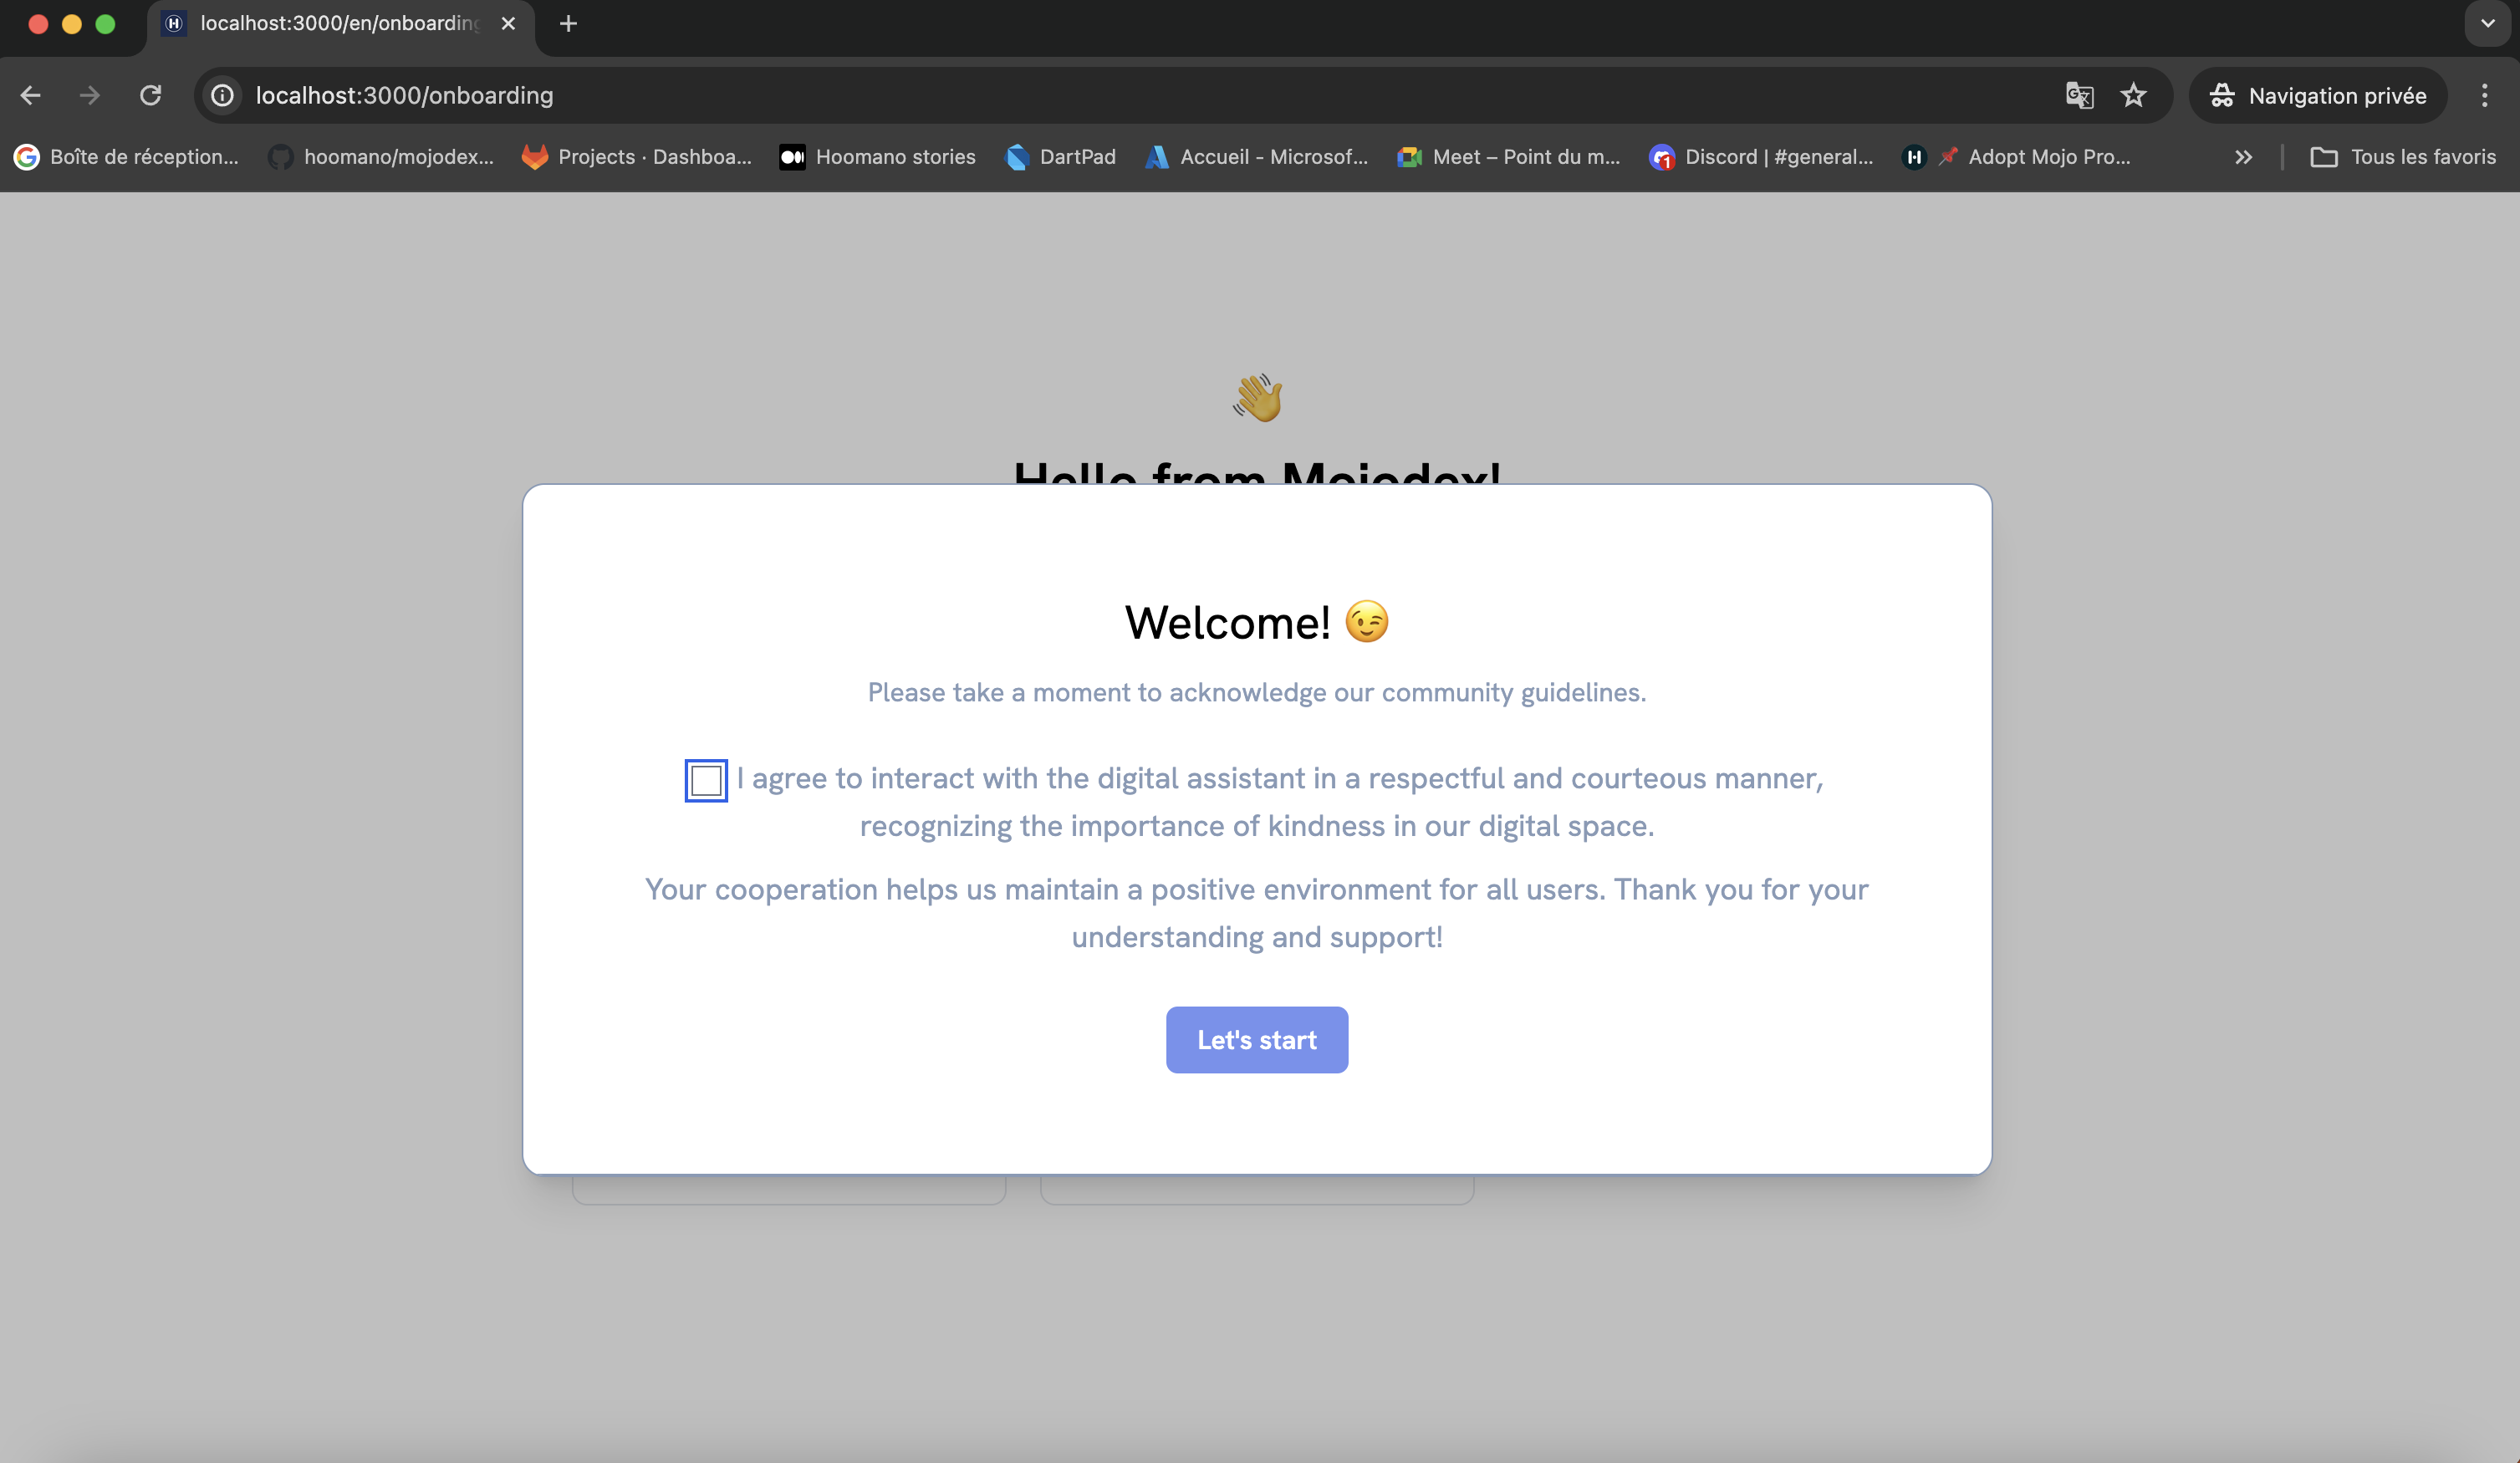 localhost:3000/en/onboarding
localhost:3000/onboarding
Navigation privée
Boîte de réception...
hoomano/mojodex...
Projects · Dashboa...
Hoomano stories
DartPad
Accueil - Microsof...
Meet – Point du m...
Discord | #general...
Adopt Mojo Pro...
Tous les favoris
Hello from Mojodex!
Welcome! 😉
Please take a moment to acknowledge our community guidelines.
I agree to interact with the digital assistant in a respectful and courteous manner,
recognizing the importance of kindness in our digital space.
Your cooperation helps us maintain a positive environment for all users. Thank you for your
understanding and support!
Let's start